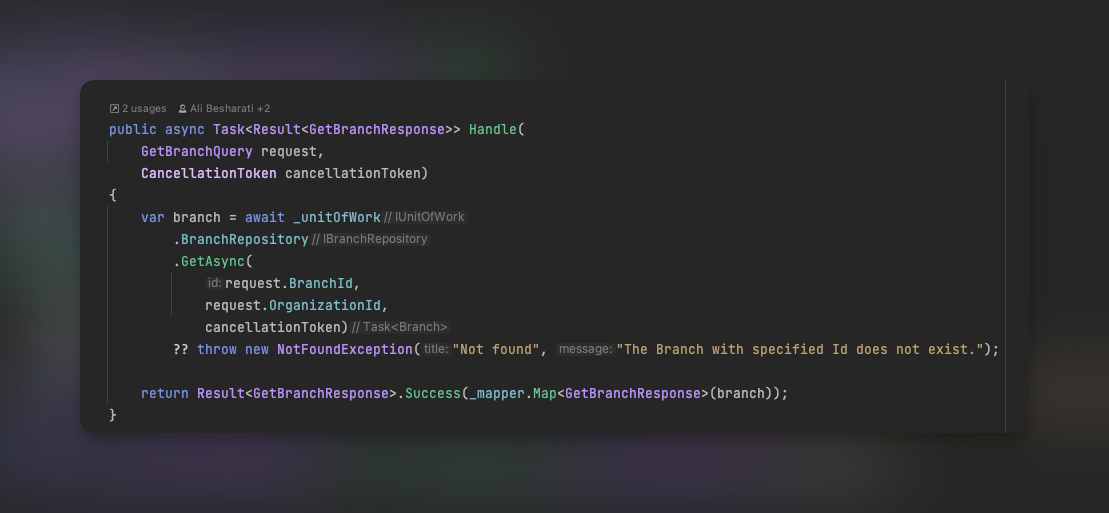 2 usages Ali Besharati +2
public async Task<Result<GetBranchResponse>> Handle(
    GetBranchQuery request,
    CancellationToken cancellationToken)
{
    var branch = await _unitOfWork // IUnitOfWork
        .BranchRepository // IBranchRepository
        .GetAsync(
            id: request.BranchId,
            request.OrganizationId,
            cancellationToken) // Task<Branch>
        ?? throw new NotFoundException( title: "Not found", message: "The Branch with specified Id does not exist.");

    return Result<GetBranchResponse>.Success(_mapper.Map<GetBranchResponse>(branch));
}